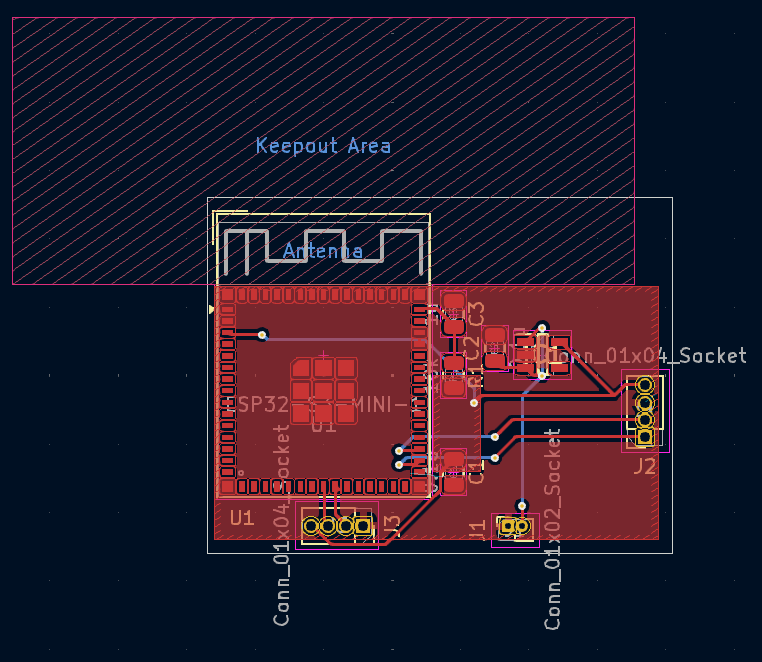 Keepout Area
Antenna
C3
C2
R1
Conn_01x04_Socket
ESP32-S3-MINI-1
U1
C1
J2
U1
J3
J1
Conn_01x04_Socket
Conn_01x02_Socket